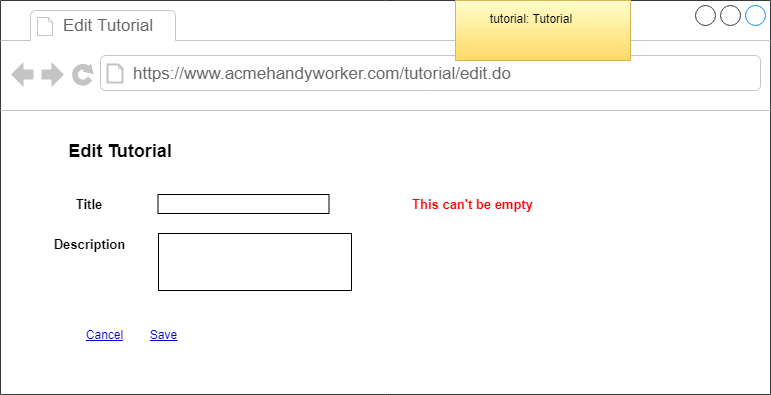 Edit Tutorial
tutorial: Tutorial
https://www.acmehandyworker.com/tutorial/edit.do
Edit Tutorial
Title
This can't be empty
Description
Cancel Save